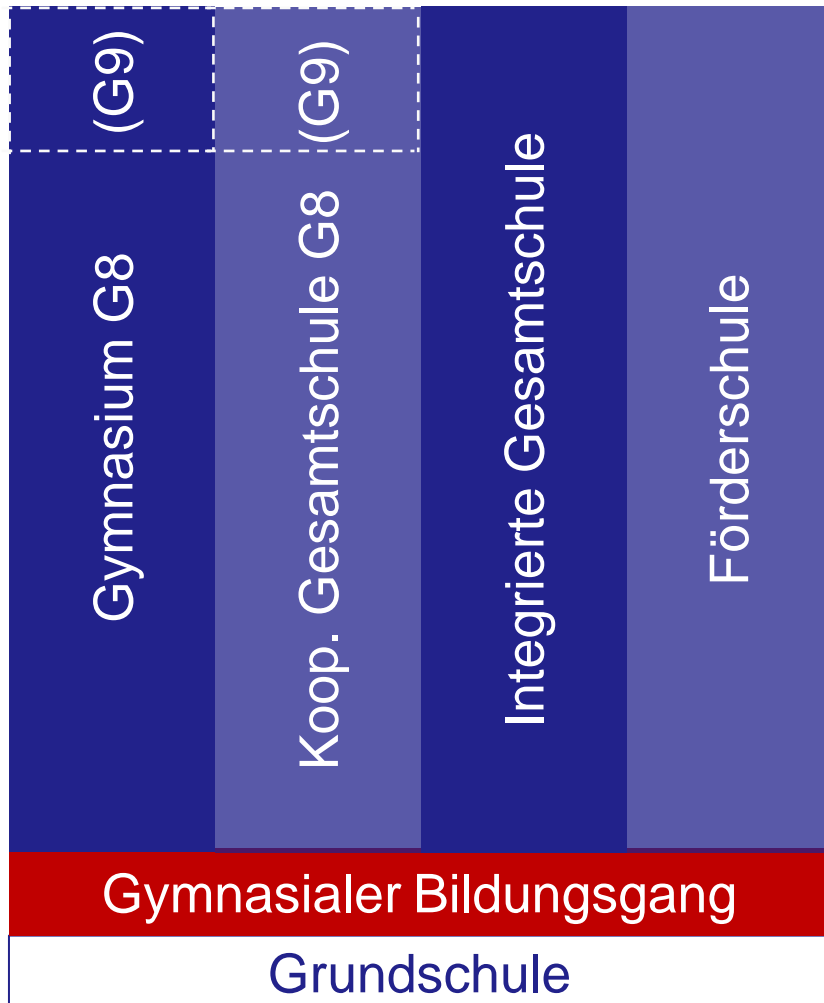 (G9)
(G9)
Gymnasium G8
Koop. Gesamtschule G8
Integrierte Gesamtschule
Förderschule
Gymnasialer Bildungsgang
Grundschule